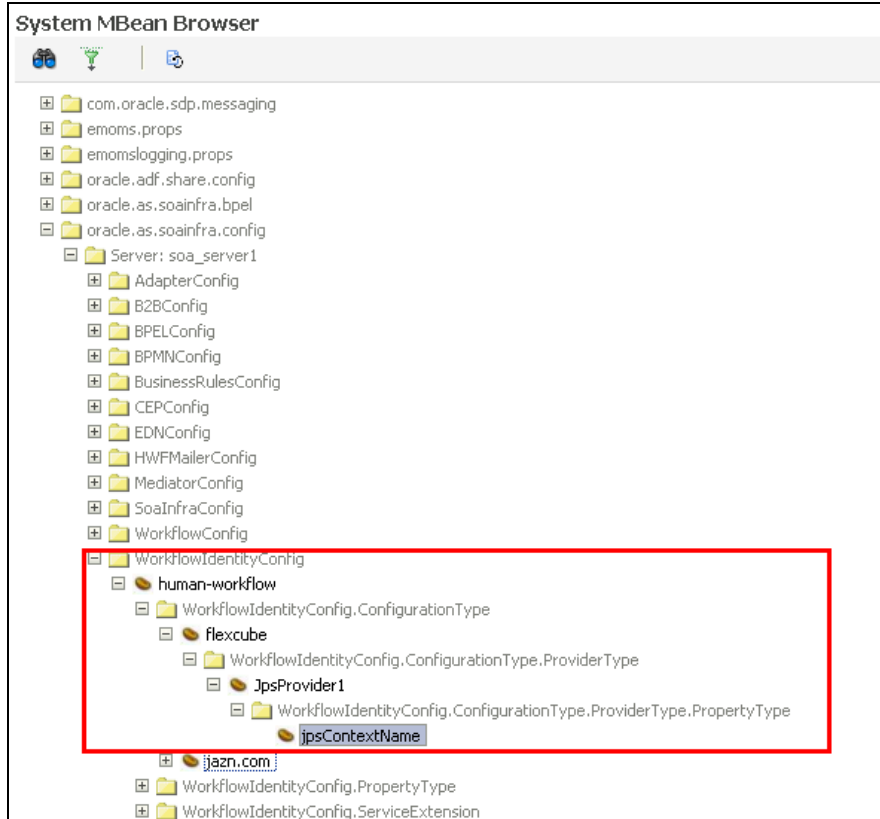 System MBean Browser
com.oracle.sdp.messaging
emoms.props
emomslogging.props
oracle.adf.share.config
oracle.as.soainfra.bpel
oracle.as.soainfra.config
Server: soa_server1
AdapterConfig
B2BConfig
BPELConfig
BPMNConfig
BusinessRulesConfig
CEPConfig
EDNConfig
HWFMailerConfig
MediatorConfig
SoaInfraConfig
WorkflowConfig
WorkflowIdentityConfig
human-workflow
WorkflowIdentityConfig.ConfigurationType
flexcube
WorkflowIdentityConfig.ConfigurationType.ProviderType
JpsProvider1
WorkflowIdentityConfig.ConfigurationType.ProviderType.PropertyType
jpsContextName
jazn.com
WorkflowIdentityConfig.PropertyType
WorkflowIdentityConfig.ServiceExtension